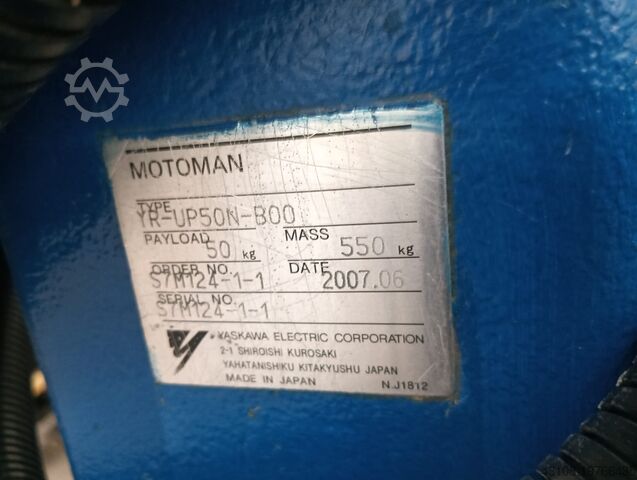 MOTOMAN
TYPE
YR-UP50N-B00
PAYLOAD 50 kg MASS 550 kg
ORDER NO. S7M124-1-1 DATE 2007.06
SERIAL NO. S7M124-1-1
YASKAWA ELECTRIC CORPORATION
2-1 SHIROISHI KUROSAKI
YAHATANISHIKU KITAKYUSHU JAPAN
MADE IN JAPAN N.J1812